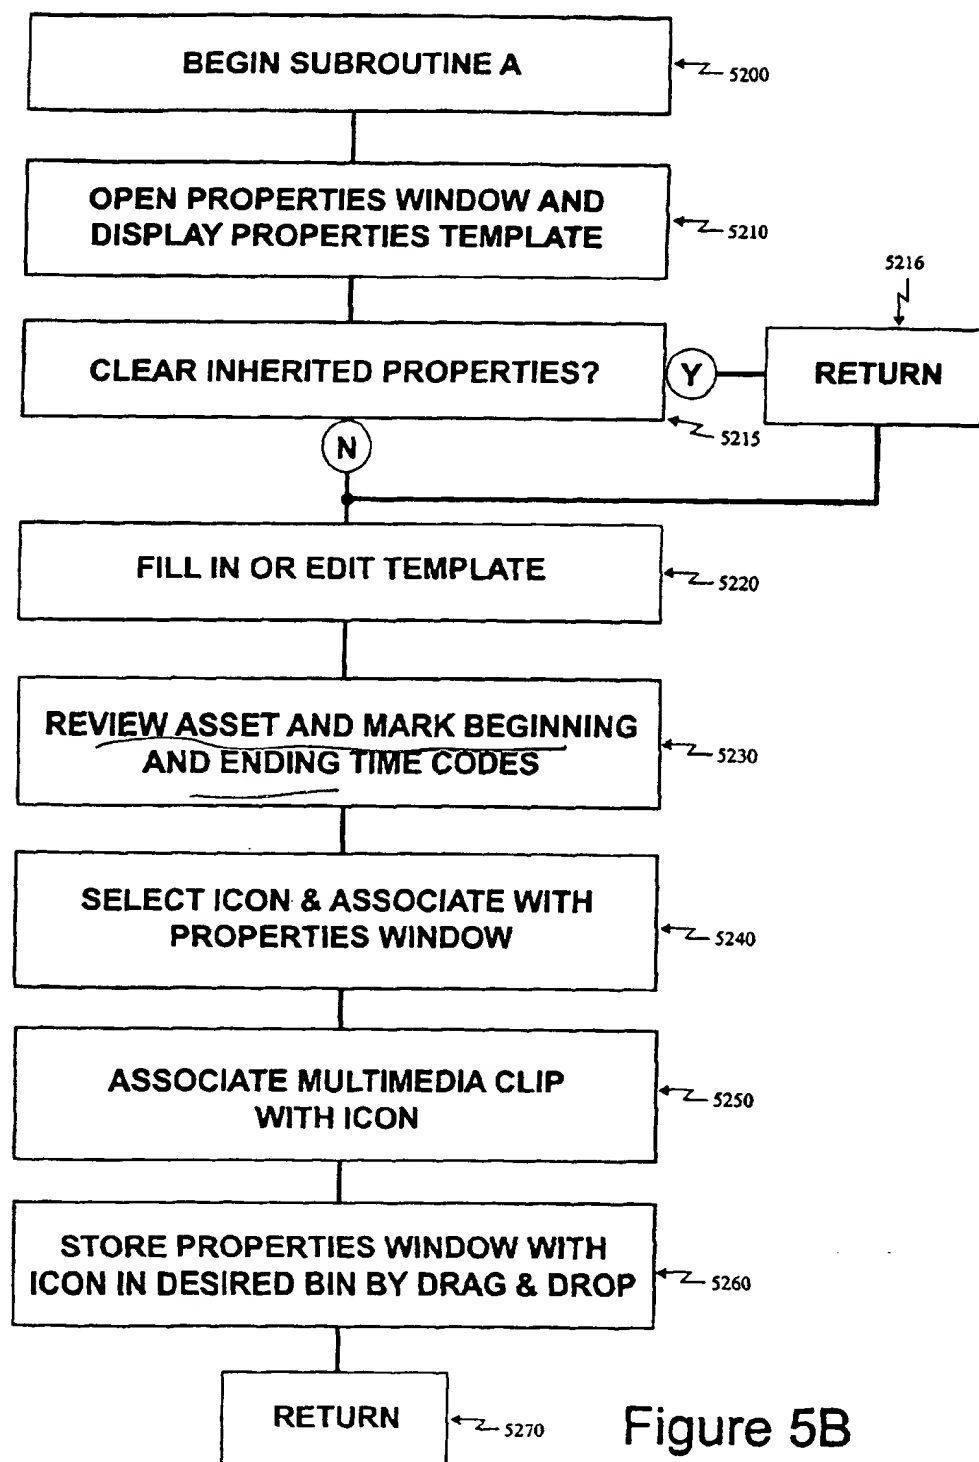 BEGIN SUBROUTINE A
5200
OPEN PROPERTIES WINDOW AND
DISPLAY PROPERTIES TEMPLATE
5210
5216
CLEAR INHERITED PROPERTIES?
Y
RETURN
5215
N
FILL IN OR EDIT TEMPLATE
5220
REVIEW ASSET AND MARK BEGINNING
AND ENDING TIME CODES
5230
SELECT ICON & ASSOCIATE WITH
PROPERTIES WINDOW
5240
ASSOCIATE MULTIMEDIA CLIP
WITH ICON
5250
STORE PROPERTIES WINDOW WITH
ICON IN DESIRED BIN BY DRAG & DROP
5260
RETURN
5270
Figure 5B